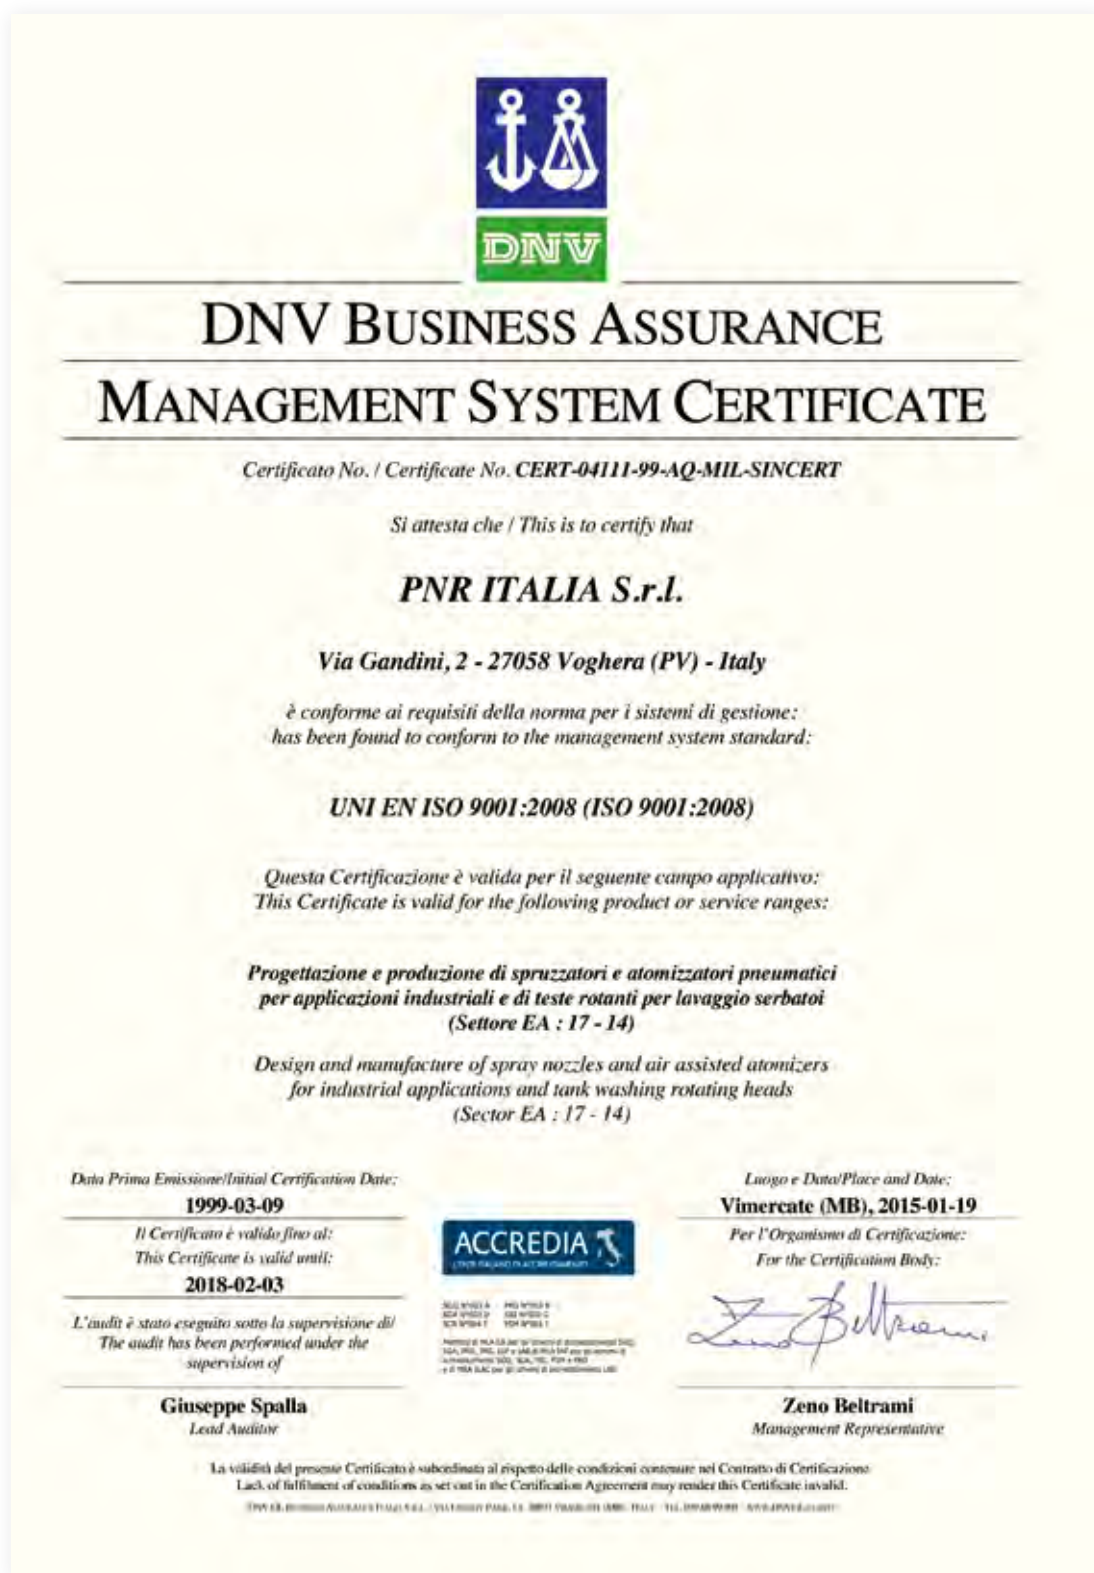 DNV
DNV BUSINESS ASSURANCE
MANAGEMENT SYSTEM CERTIFICATE
Certificato No. / Certificate No. CERT-04111-99-AQ-MIL-SINCERT
Si attesta che / This is to certify that
PNR ITALIA S.r.l.
Via Gandini, 2 - 27058 Voghera (PV) - Italy
è conforme ai requisiti della norma per i sistemi di gestione:
has been found to conform to the management system standard:
UNI EN ISO 9001:2008 (ISO 9001:2008)
Questa Certificazione è valida per il seguente campo applicativo:
This Certificate is valid for the following product or service ranges:
Progettazione e produzione di spruzzatori e atomizzatori pneumatici
per applicazioni industriali e di teste rotanti per lavaggio serbatoi
(Settore EA : 17 - 14)
Design and manufacture of spray nozzles and air assisted atomizers
for industrial applications and tank washing rotating heads
(Sector EA : 17 - 14)
Data Prima Emissione/Initial Certification Date:
1999-03-09
Il Certificato è valido fino al:
This Certificate is valid until:
2018-02-03
L'audit è stato eseguito sotto la supervisione di/
The audit has been performed under the
supervision of
Giuseppe Spalla
Lead Auditor
ACCREDIA
L'ENTE ITALIANO DI ACCREDITAMENTO
Luogo e Data/Place and Date:
Vimercate (MB), 2015-01-19
Per l'Organismo di Certificazione:
For the Certification Body:
Zeno Beltrami
Zeno Beltrami
Management Representative
La validità del presente Certificato è subordinata al rispetto delle condizioni contenute nel Contratto di Certificazione
Lack of fulfilment of conditions as set out in the Certification Agreement may render this Certificate invalid.